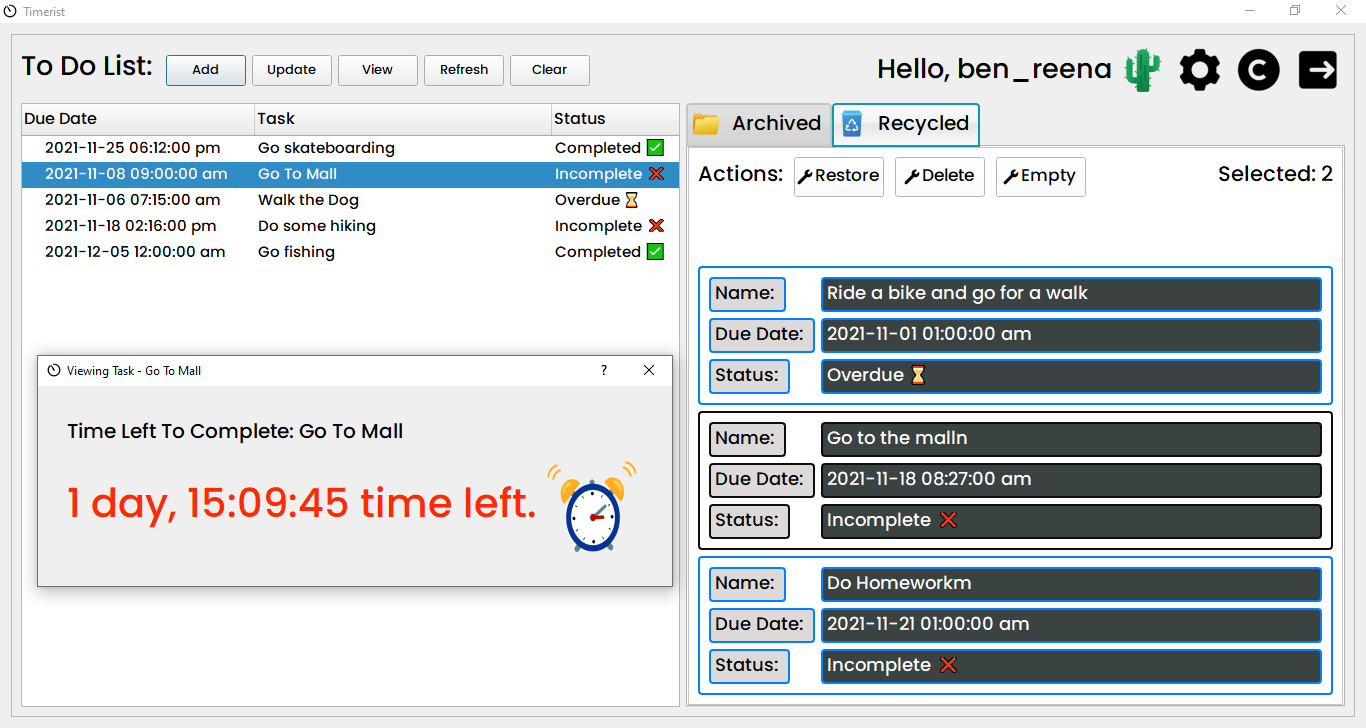 Timerist
To Do List: Add Update View Refresh Clear
Hello, ben_reena
Due Date Task Status
2021-11-25 06:12:00 pm Go skateboarding Completed ✅
2021-11-08 09:00:00 am Go To Mall Incomplete ❌
2021-11-06 07:15:00 am Walk the Dog Overdue ⌛
2021-11-18 02:16:00 pm Do some hiking Incomplete ❌
2021-12-05 12:00:00 am Go fishing Completed ✅
Viewing Task - Go To Mall ?
Time Left To Complete: Go To Mall
1 day, 15:09:45 time left.
Archived Recycled
Actions: Restore Delete Empty Selected: 2
Name: Ride a bike and go for a walk
Due Date: 2021-11-01 01:00:00 am
Status: Overdue ⌛
Name: Go to the malln
Due Date: 2021-11-18 08:27:00 am
Status: Incomplete ❌
Name: Do Homeworkm
Due Date: 2021-11-21 01:00:00 am
Status: Incomplete ❌